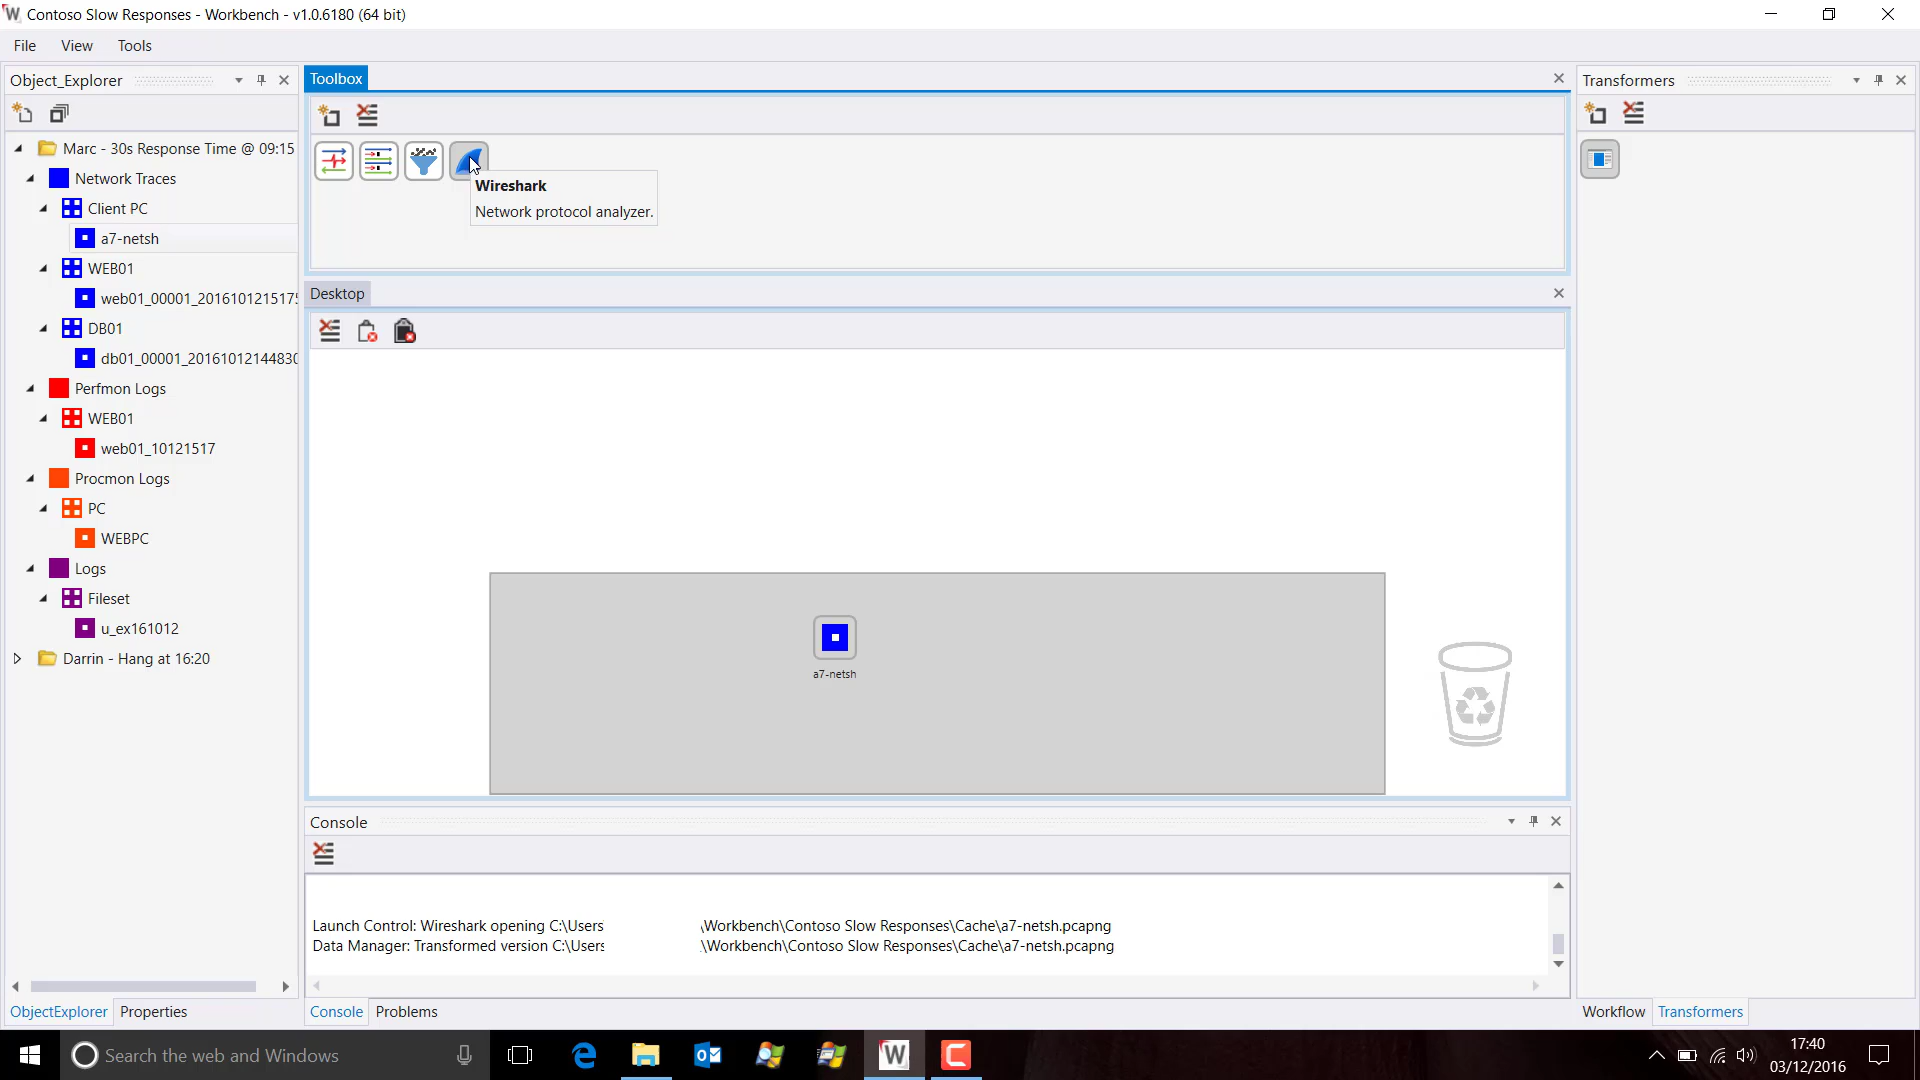 Contoso Slow Responses - Workbench - v1.0.6180 (64 bit)
File View Tools
Object_Explorer
Marc - 30s Response Time @ 09:15
Network Traces
Client PC
a7-netsh
WEB01
web01_00001_2016101215175
DB01
db01_00001_20161012144830
Perfmon Logs
WEB01
web01_10121517
Procmon Logs
PC
WEBPC
Logs
Fileset
u_ex161012
Darrin - Hang at 16:20
ObjectExplorer Properties
Toolbox
Wireshark
Network protocol analyzer.
Desktop
a7-netsh
Console
Launch Control: Wireshark opening C:\Users \Workbench\Contoso Slow Responses\Cache\a7-netsh.pcapng
Data Manager: Transformed version C:\Users \Workbench\Contoso Slow Responses\Cache\a7-netsh.pcapng
Console Problems
Transformers
Workflow Transformers
Search the web and Windows
17:40
03/12/2016